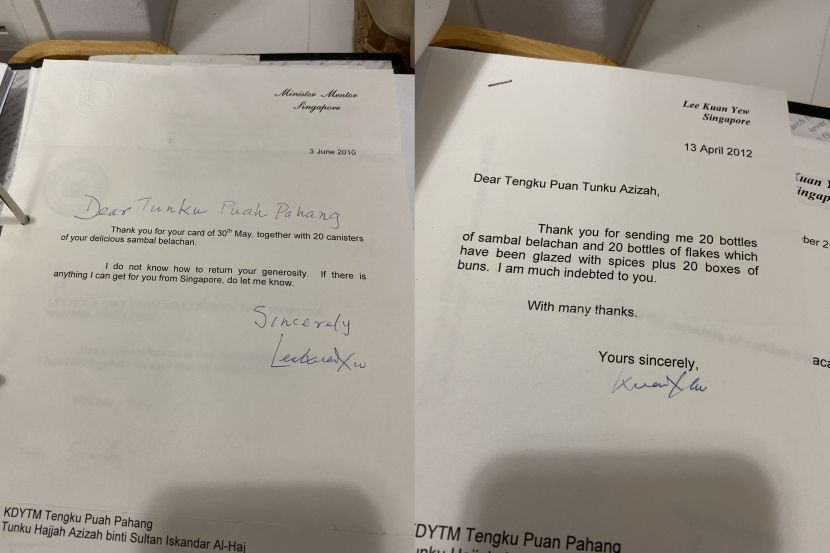 Minister Mentor
Singapore
3 June 2010
Dear Tunku Puah Pahang
Thank you for your card of 30th May, together with 20 canisters
of your delicious sambal belachan.
I do not know how to return your generosity. If there is
anything I can get for you from Singapore, do let me know.
Sincerely
KDYTM Tengku Puah Pahang
Tunku Hajjah Azizah binti Sultan Iskandar Al-Haj
Lee Kuan Yew
Singapore
13 April 2012
Dear Tengku Puan Tunku Azizah,
Thank you for sending me 20 bottles
of sambal belachan and 20 bottles of flakes which
have been glazed with spices plus 20 boxes of
buns. I am much indebted to you.
With many thanks.
Yours sincerely,
DYTM Tengku Puan Pahang